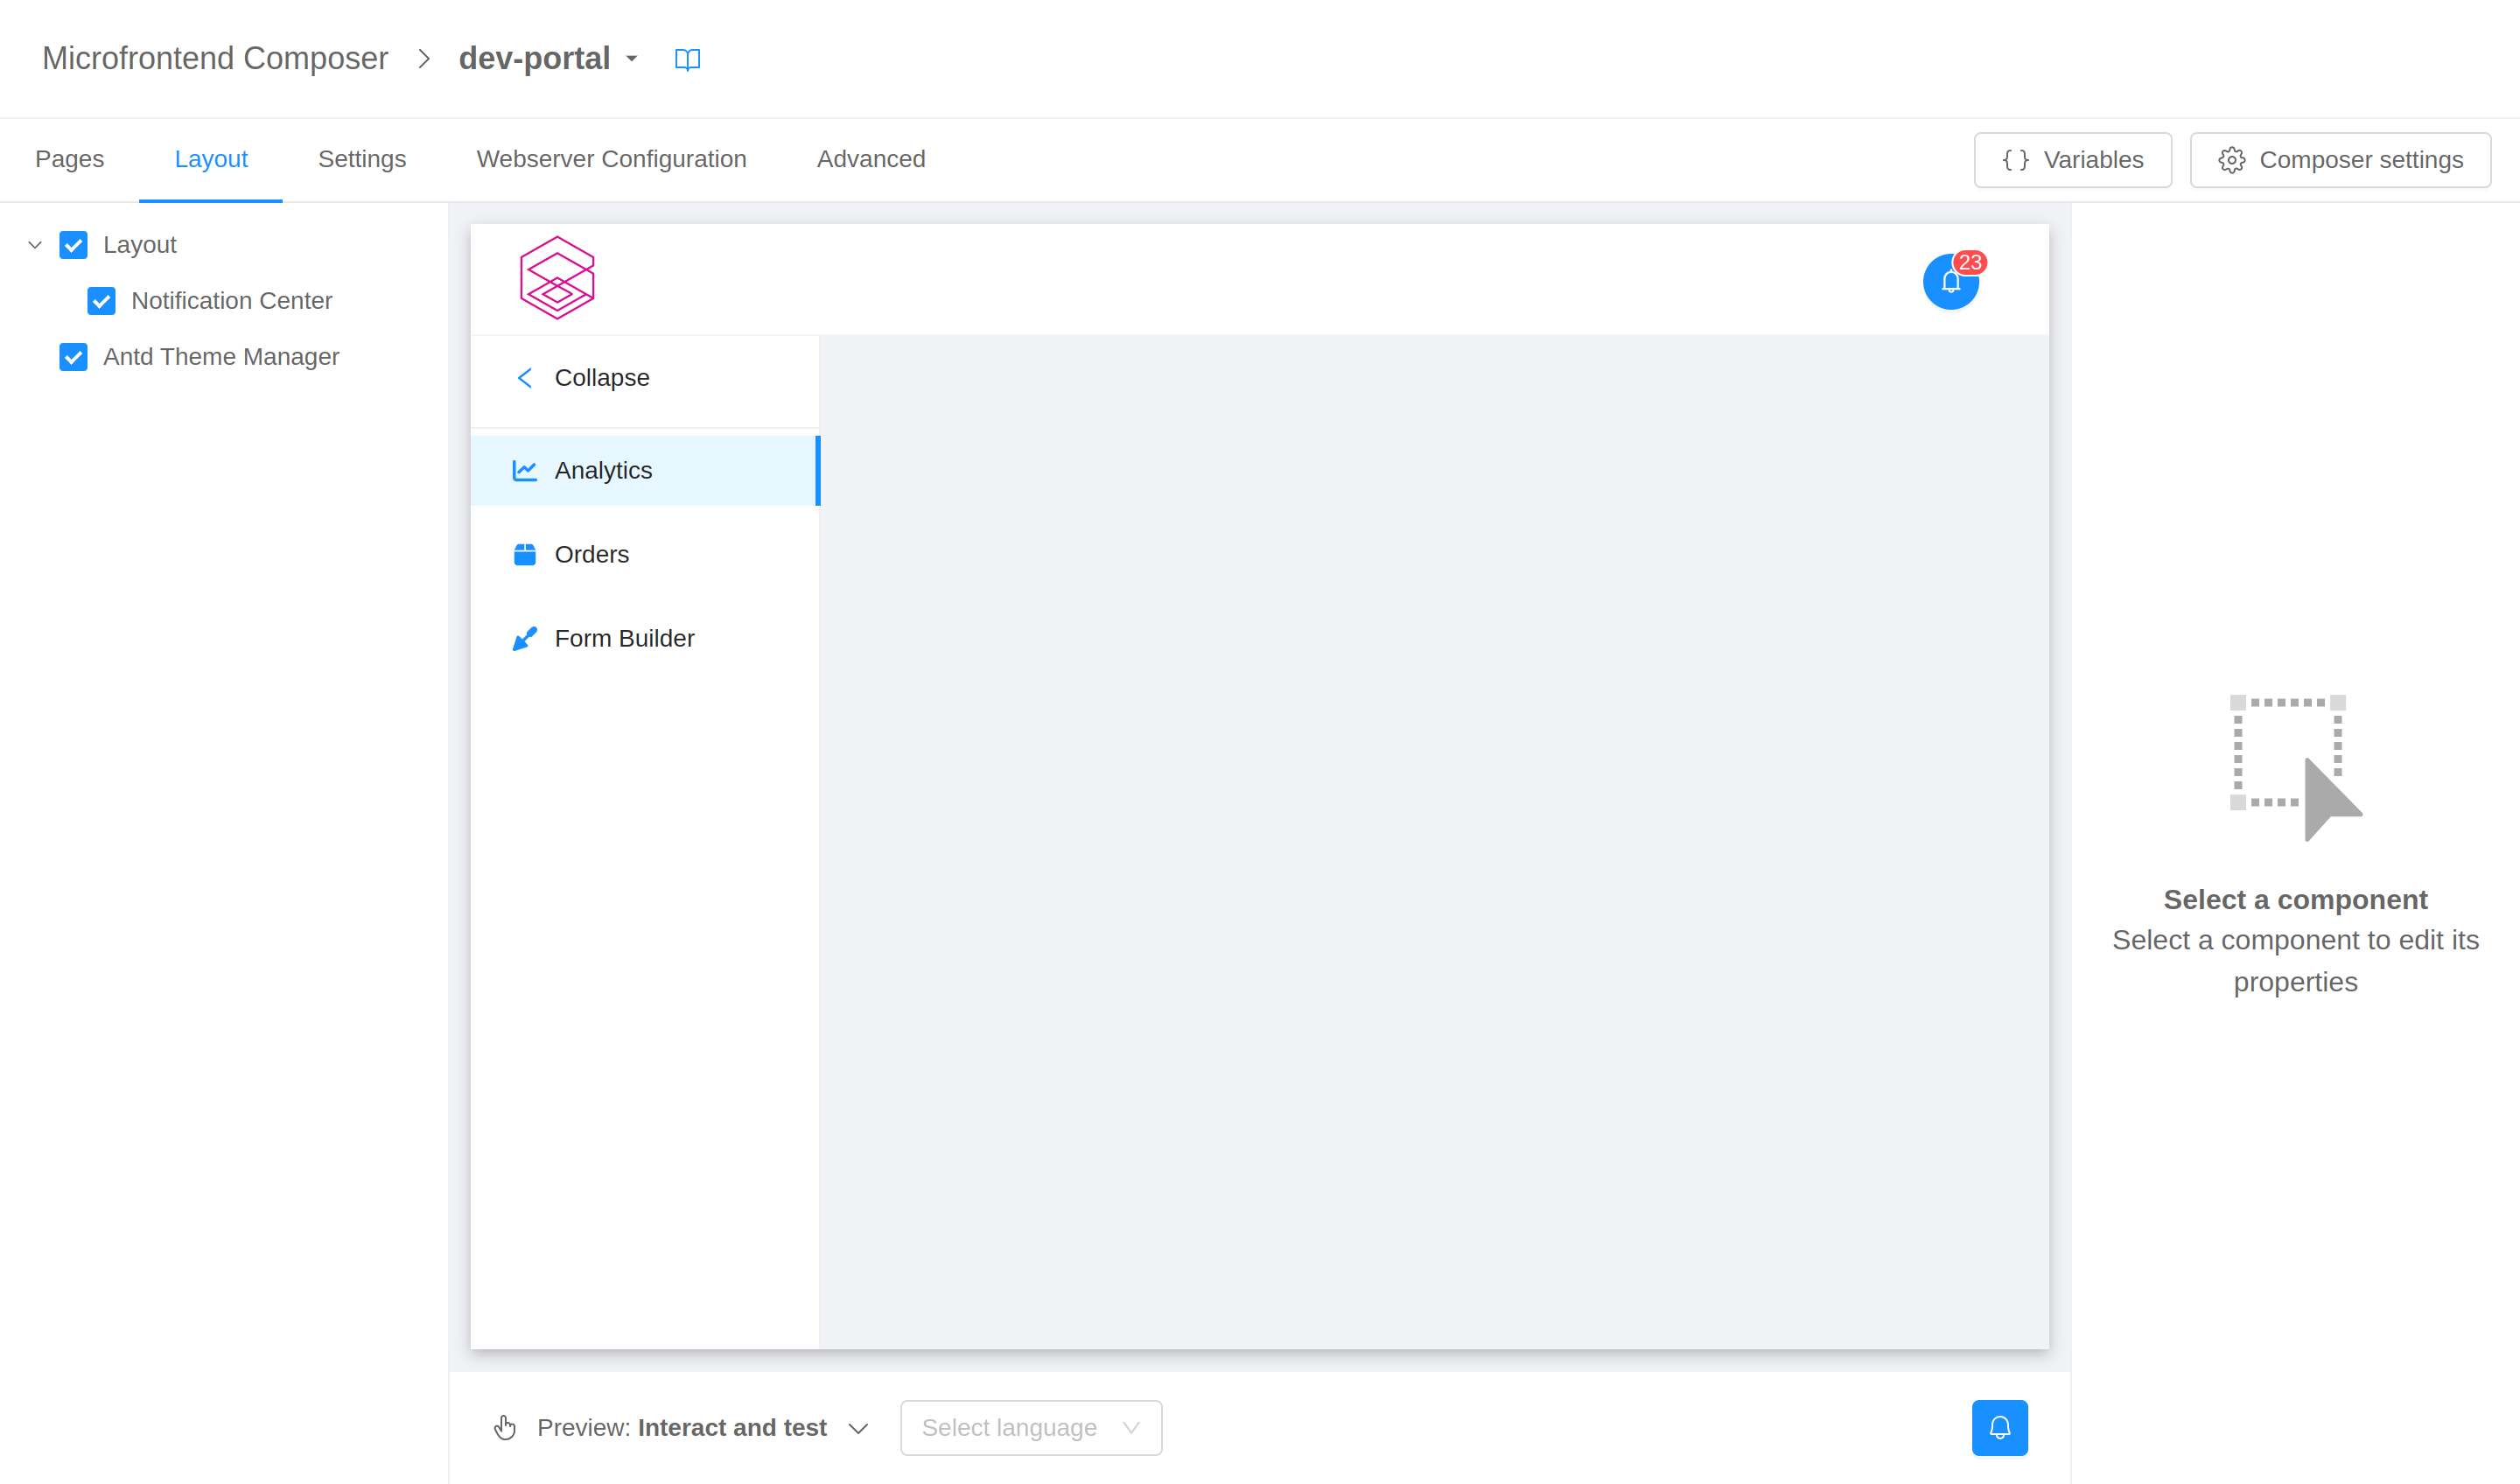 Microfrontend Composer
dev-portal
Pages
Layout
Settings
Webserver Configuration
Advanced
Variables
Composer settings
Layout
Notification Center
Antd Theme Manager
23
Collapse
Analytics
Orders
Form Builder
Select a component
Select a component to edit its
properties
Preview: Interact and test
Select language